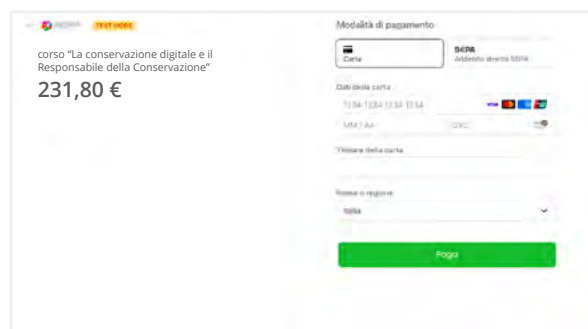 TEST MODE
corso “La conservazione digitale e il
Responsabile della Conservazione”
231,80 €
Modalità di pagamento
Carta
SEPA
Addebito diretto SEPA
Dati della carta
1234 1234 1234 1234
VISA
MM / AA
CVC
Titolare della carta
Paese o regione
Italia
Paga